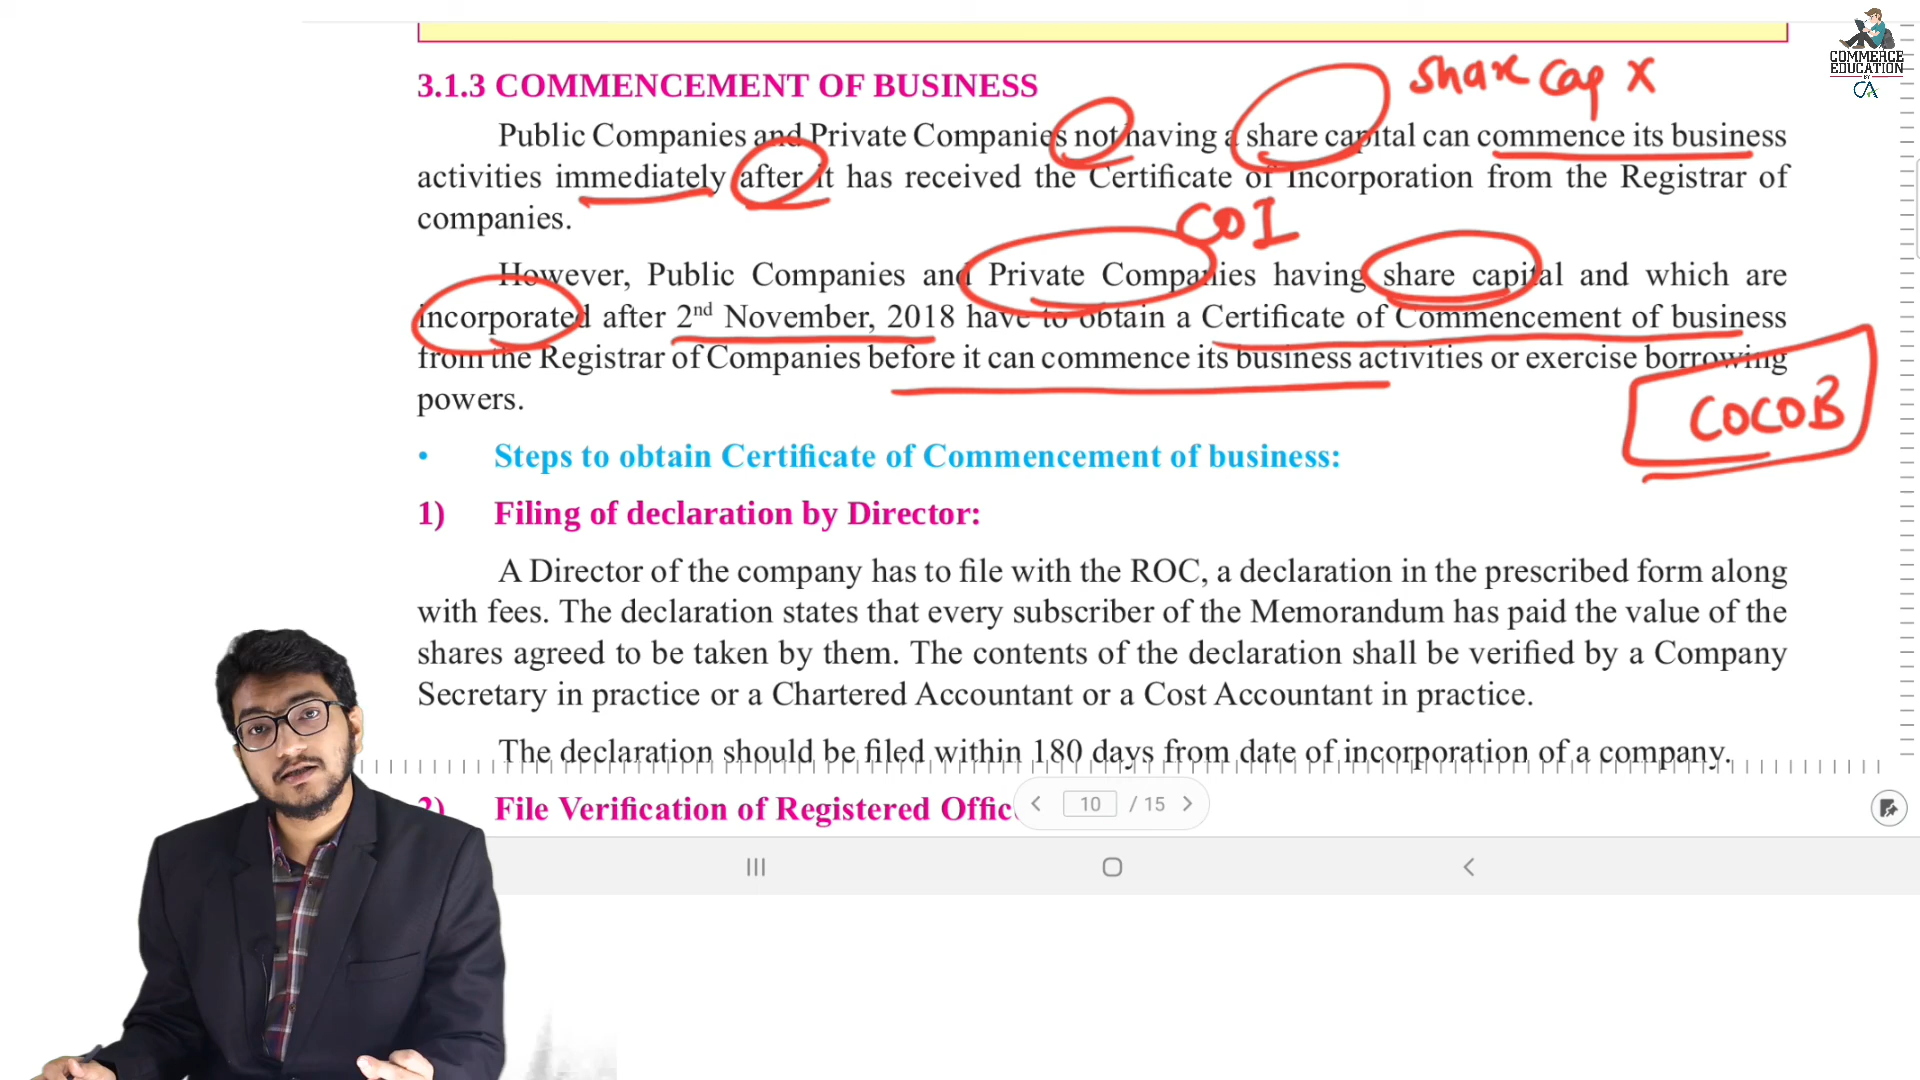 COMMERCE
EDUCATION
BY
CA
3.1.3 COMMENCEMENT OF BUSINESS
share cap X
Public Companies and Private Companies not having a share capital can commence its business
activities immediately after it has received the Certificate of Incorporation from the Registrar of
companies.
COI
However, Public Companies and Private Companies having share capital and which are
incorporated after 2nd November, 2018 have to obtain a Certificate of Commencement of business
from the Registrar of Companies before it can commence its business activities or exercise borrowing
powers.
COCOB
• Steps to obtain Certificate of Commencement of business:
1) Filing of declaration by Director:
A Director of the company has to file with the ROC, a declaration in the prescribed form along
with fees. The declaration states that every subscriber of the Memorandum has paid the value of the
shares agreed to be taken by them. The contents of the declaration shall be verified by a Company
Secretary in practice or a Chartered Accountant or a Cost Accountant in practice.
The declaration should be filed within 180 days from date of incorporation of a company.
2) File Verification of Registered Offic
10 / 15